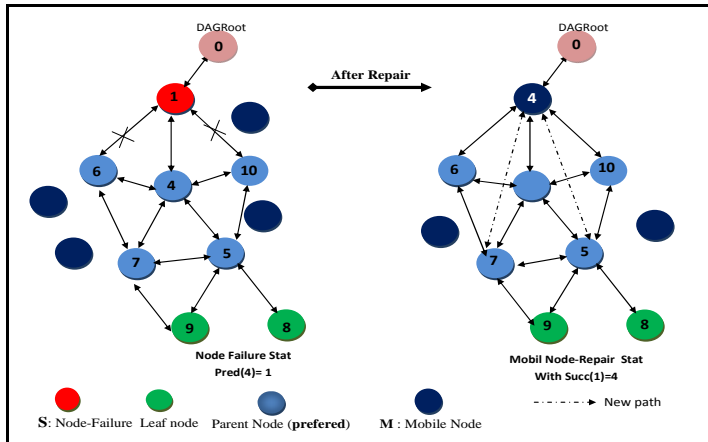 DAGRoot
0
1
6
4
10
7
5
9
8
Node Failure Stat
Pred(4)= 1
After Repair
DAGRoot
0
4
6
10
7
5
9
8
Mobil Node-Repair Stat
With Succ(1)=4
S: Node-Failure
Leaf node
Parent Node (prefered)
M : Mobile Node
New path